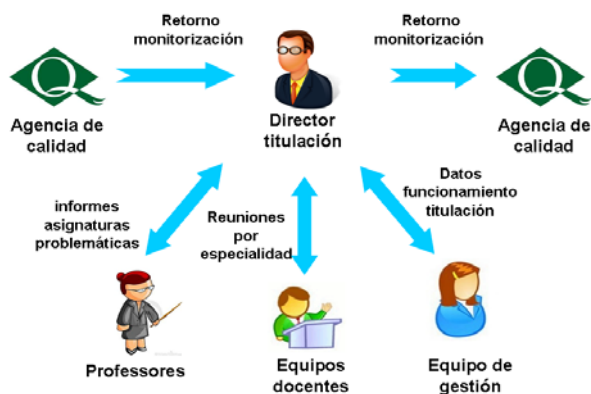 Retorno
monitorización
Retorno
monitorización
Q
Q
Agencia de
calidad
Director
titulación
Agencia de
calidad
informes
asignaturas
problemáticas
Reuniones
por
especialidad
Datos
funcionamiento
titulación
Professores
Equipos
docentes
Equipo de
gestión